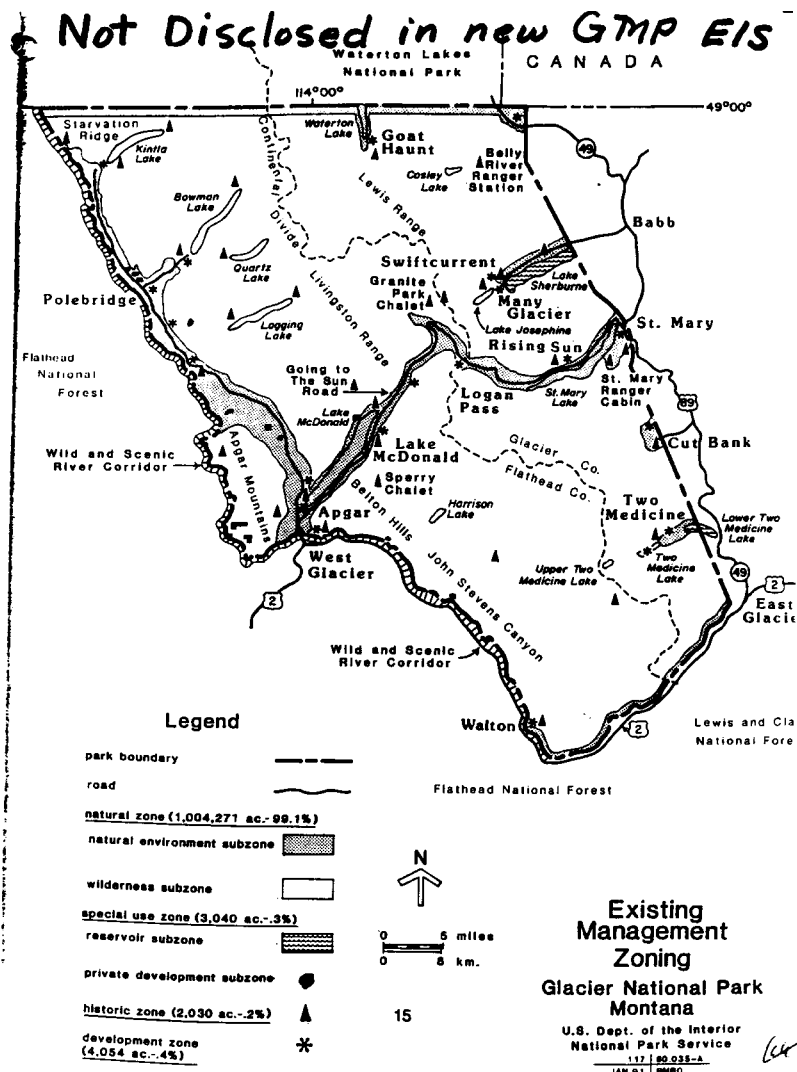 Not Disclosed in new GMP EIS
Waterton Lakes
National Park
CANADA
114°00"
49°00"
Starvation
Ridge
Kintla
Lake
Waterton
Lake
Goat
Haunt
Continental
Divide
Lewis Range
Cosley
Lake
Belly
River
Ranger
Station
49
Babb
Bowman
Lake
Quartz
Lake
Logging
Lake
Polebridge
Livingston Range
Swiftcurrent
Granite
Park
Chalet
Many
Glacier
Lake
Sherburne
Lake Josephine
Rising Sun
St. Mary
Flathead
National
Forest
Going to
The Sun
Road
Lake
McDonald
Logan
Pass
St. Mary
Lake
St. Mary
Ranger
Cabin
89
Wild and Scenic
River Corridor
Apgar Mountains
Lake
McDonald
Sperry
Chalet
Glacier Co.
Flathead Co.
Cut Bank
Belton Hills
Harrison
Lake
Two
Medicine
Lower Two
Medicine
Lake
Apgar
West
Glacier
2
John Stevens
Canyon
Upper Two
Medicine Lake
Two
Medicine
Lake
49
2
East
Glacie
Wild and Scenic
River Corridor
Walton
2
Lewis and Cla
National Fore
Flathead National Forest
Legend
park boundary
road
natural zone (1,004,271 ac.-99.1%)
natural environment subzone
wilderness subzone
special use zone (3,040 ac.-.3%)
reservoir subzone
private development subzone
historic zone (2,030 ac.-.2%)
development zone
(4,054 ac.-.4%)
N
0 5 miles
0 8 km.
15
Existing
Management
Zoning
Glacier National Park
Montana
U.S. Dept. of the Interior
National Park Service
117 80,035-A
JAN 91 RMRO